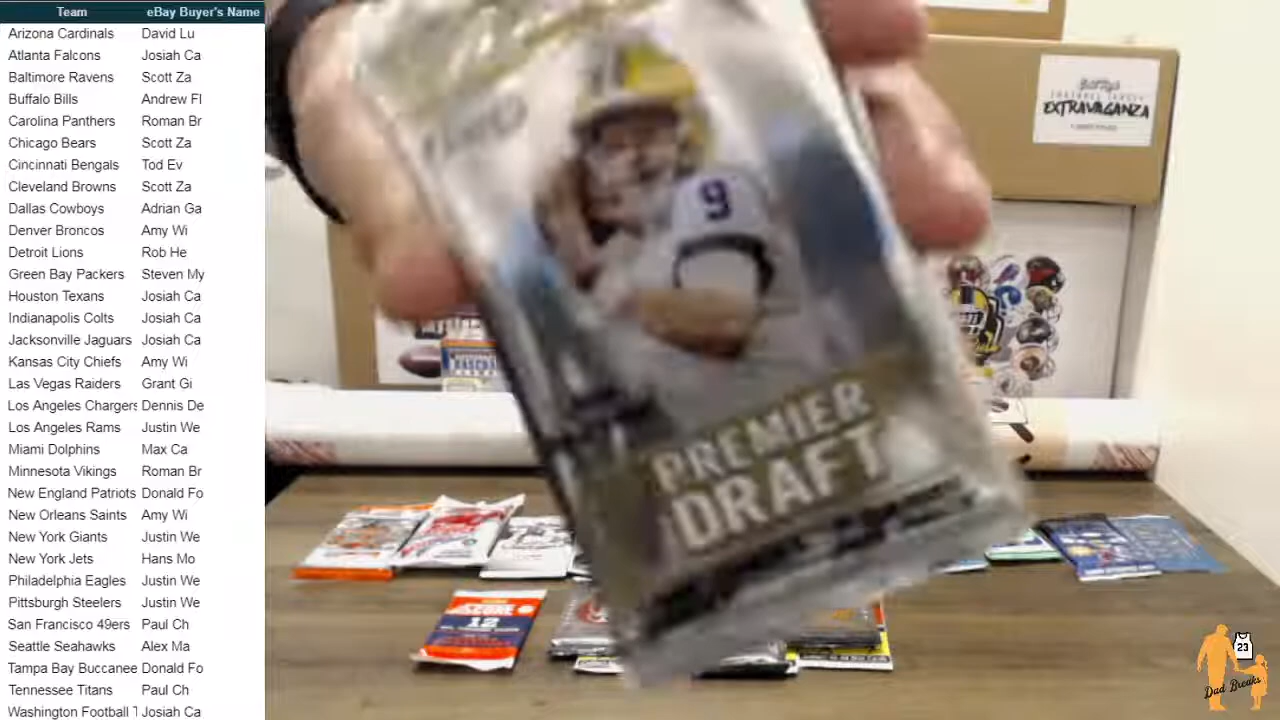 Team eBay Buyer's Name
Arizona Cardinals David Lu
Atlanta Falcons Josiah Ca
Baltimore Ravens Scott Za
Buffalo Bills Andrew Fl
Carolina Panthers Roman Br
Chicago Bears Scott Za
Cincinnati Bengals Tod Ev
Cleveland Browns Scott Za
Dallas Cowboys Adrian Ga
Denver Broncos Amy Wi
Detroit Lions Rob He
Green Bay Packers Steven My
Houston Texans Josiah Ca
Indianapolis Colts Josiah Ca
Jacksonville Jaguars Josiah Ca
Kansas City Chiefs Amy Wi
Las Vegas Raiders Grant Gi
Los Angeles Chargers Dennis De
Los Angeles Rams Justin We
Miami Dolphins Max Ca
Minnesota Vikings Roman Br
New England Patriots Donald Fo
New Orleans Saints Amy Wi
New York Giants Justin We
New York Jets Hans Mo
Philadelphia Eagles Justin We
Pittsburgh Steelers Justin We
San Francisco 49ers Paul Ch
Seattle Seahawks Alex Ma
Tampa Bay Buccanee Donald Fo
Tennessee Titans Paul Ch
Washington Football T Josiah Ca
9
PREMIER
DRAFT
EXTRAVAGANZA
SCORE
12
23
Dad Breaks